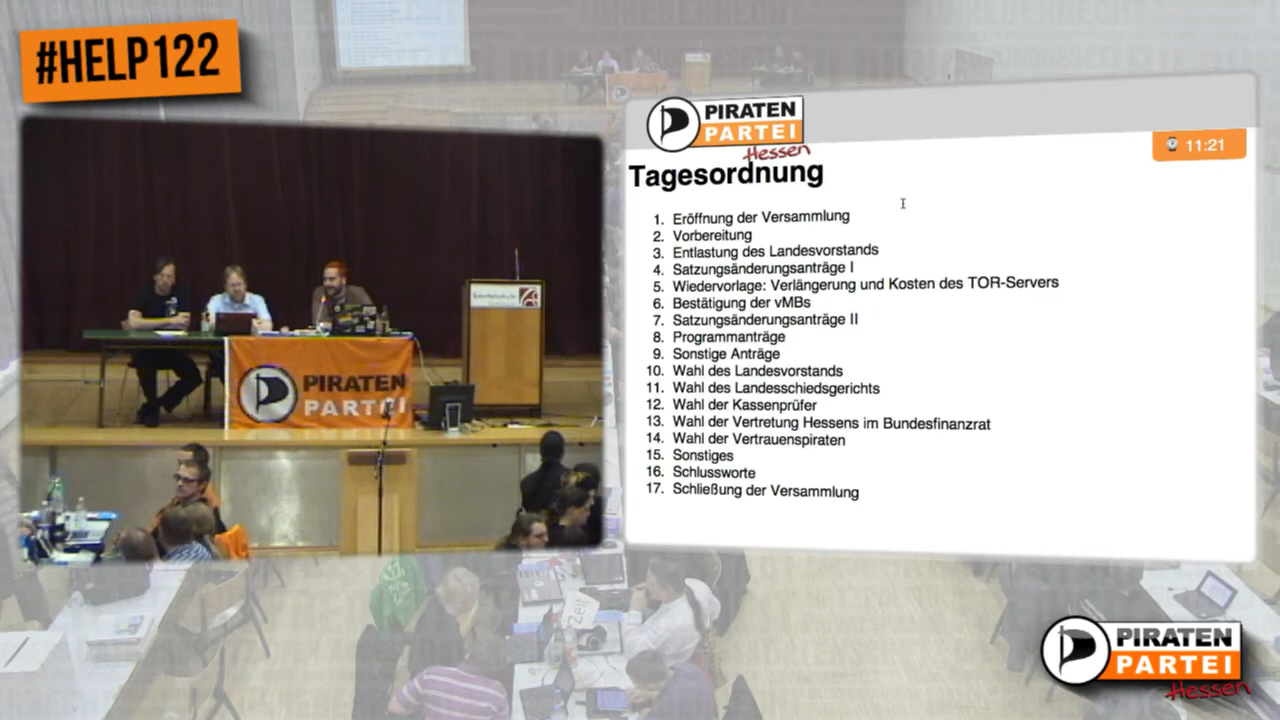 #HELP122
PIRATEN
PARTEI
Hessen
11:21
Tagesordnung
1. Eröffnung der Versammlung
2. Vorbereitung
3. Entlastung des Landesvorstands
4. Satzungsänderungsanträge I
5. Wiedervorlage: Verlängerung und Kosten des TOR-Servers
6. Bestätigung der vMBs
7. Satzungsänderungsanträge II
8. Programmanträge
9. Sonstige Anträge
10. Wahl des Landesvorstands
11. Wahl des Landesschiedsgerichts
12. Wahl der Kassenprüfer
13. Wahl der Vertretung Hessens im Bundesfinanzrat
14. Wahl der Vertrauenspiraten
15. Sonstiges
16. Schlussworte
17. Schließung der Versammlung
PIRATEN
PARTEI
Zeit
PIRATEN
PARTEI
Hessen